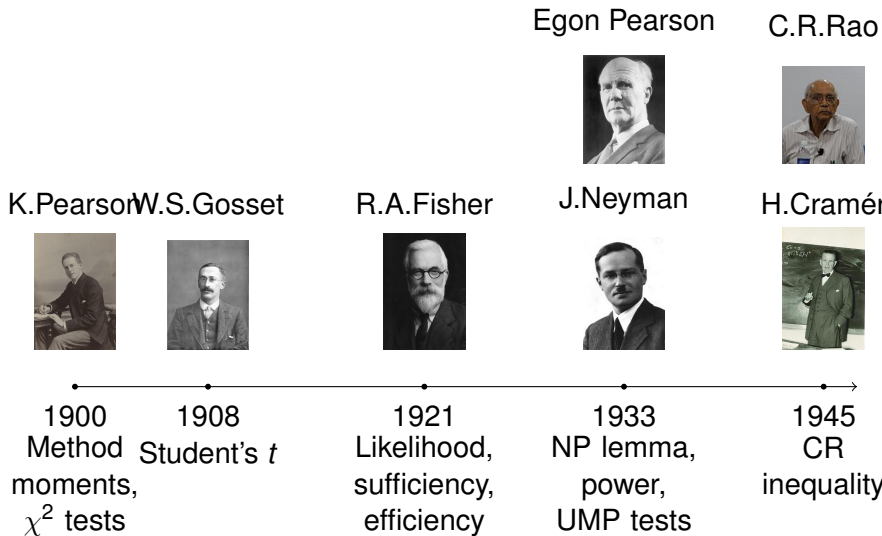 Egon Pearson
C.R.Rao
K.Pearson
W.S.Gosset
R.A.Fisher
J.Neyman
H.Cramér
1900
Method
moments,
χ² tests
1908
Student's t
1921
Likelihood,
sufficiency,
efficiency
1933
NP lemma,
power,
UMP tests
1945
CR
inequality